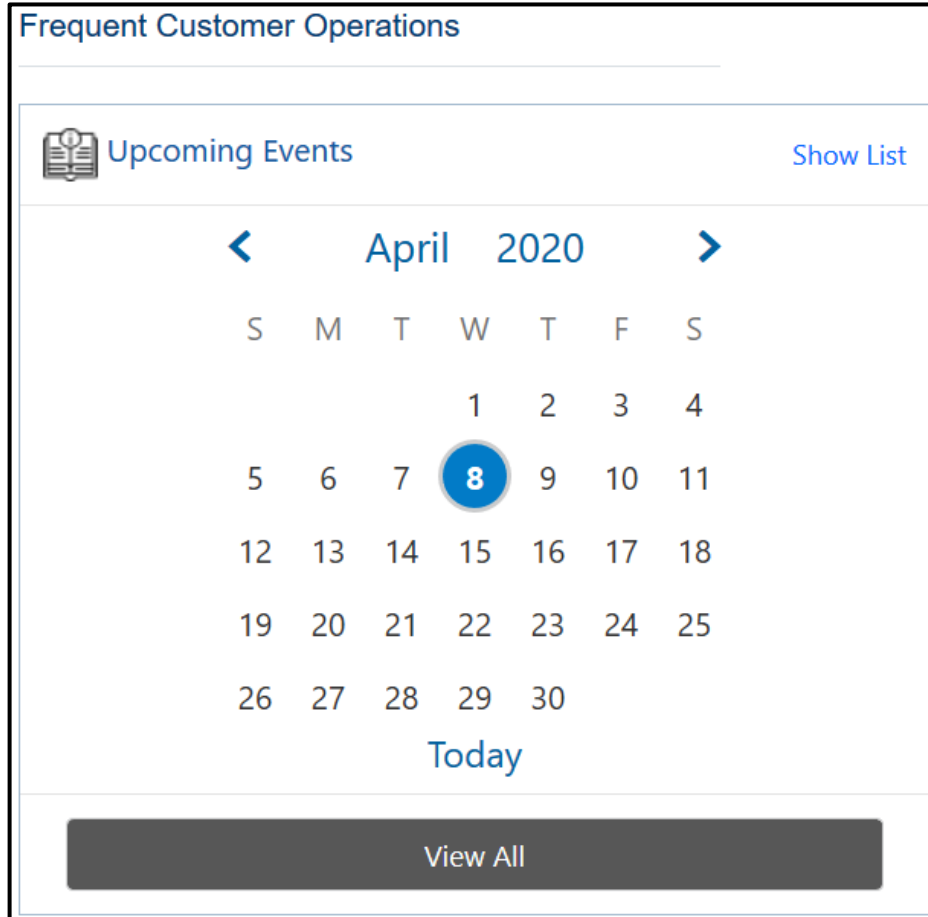 Frequent Customer Operations
Upcoming Events Show List
April 2020
S M T W T F S
1 2 3 4
5 6 7 8 9 10 11
12 13 14 15 16 17 18
19 20 21 22 23 24 25
26 27 28 29 30
Today
View All